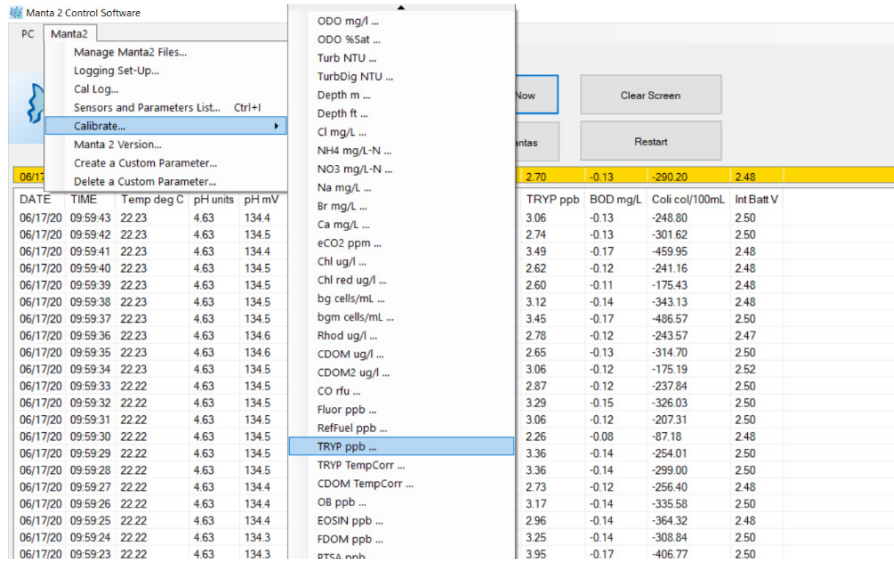 Manta 2 Control Software
PC Manta2
Manage Manta2 Files...
Logging Set-Up...
Cal Log...
Sensors and Parameters List... Ctrl+I
Calibrate...
Manta 2 Version...
Create a Custom Parameter...
Delete a Custom Parameter...
ODO mg/l ...
ODO %Sat ...
Turb NTU ...
TurbDig NTU ...
Depth m ...
Depth ft ...
Cl mg/L ...
NH4 mg/L-N ...
NO3 mg/L-N ...
Na mg/L ...
Br mg/L ...
Ca mg/L ...
eCO2 ppm ...
Chl ug/l ...
Chl red ug/l ...
bg cells/mL ...
bgm cells/mL ...
Rhod ug/l ...
CDOM ug/l ...
CDOM2 ug/l ...
CO rfu ...
Fluor ppb ...
RefFuel ppb ...
TRYP ppb ...
TRYP TempCorr ...
CDOM TempCorr ...
OB ppb ...
EOSIN ppb ...
FDOM ppb ...
PTSA ppb
Now Clear Screen
ntas Restart
06/17 2.70 -0.13 -290.20 2.48
DATE TIME Temp deg C pH units pH mV TRYP ppb BOD mg/L Coli col/100mL Int Batt V
06/17/20 09:59:43 22.23 4.63 134.4 3.06 -0.13 -248.80 2.50
06/17/20 09:59:42 22.23 4.63 134.5 2.74 -0.13 -301.62 2.50
06/17/20 09:59:41 22.23 4.63 134.4 3.49 -0.17 -459.95 2.48
06/17/20 09:59:40 22.23 4.63 134.5 2.62 -0.12 -241.16 2.48
06/17/20 09:59:39 22.23 4.63 134.5 2.60 -0.11 -175.43 2.48
06/17/20 09:59:38 22.23 4.63 134.5 3.12 -0.14 -343.13 2.48
06/17/20 09:59:37 22.23 4.63 134.5 3.45 -0.17 -486.57 2.50
06/17/20 09:59:36 22.23 4.63 134.6 2.78 -0.12 -243.57 2.47
06/17/20 09:59:35 22.23 4.63 134.6 2.65 -0.13 -314.70 2.50
06/17/20 09:59:34 22.23 4.63 134.5 3.06 -0.12 -175.19 2.52
06/17/20 09:59:33 22.22 4.63 134.5 2.87 -0.12 -237.84 2.50
06/17/20 09:59:32 22.22 4.63 134.5 3.29 -0.15 -326.03 2.50
06/17/20 09:59:31 22.22 4.63 134.5 3.06 -0.12 -207.31 2.50
06/17/20 09:59:30 22.22 4.63 134.5 2.26 -0.08 -87.18 2.48
06/17/20 09:59:29 22.22 4.63 134.5 3.36 -0.14 -254.01 2.50
06/17/20 09:59:28 22.22 4.63 134.5 3.36 -0.14 -299.00 2.50
06/17/20 09:59:27 22.22 4.63 134.4 2.73 -0.12 -256.40 2.48
06/17/20 09:59:26 22.22 4.63 134.4 3.17 -0.14 -335.58 2.50
06/17/20 09:59:25 22.22 4.63 134.4 2.96 -0.14 -364.32 2.48
06/17/20 09:59:24 22.22 4.63 134.3 3.25 -0.14 -308.84 2.50
06/17/20 09:59:23 22.22 4.63 134.3 3.95 -0.17 -406.77 2.50